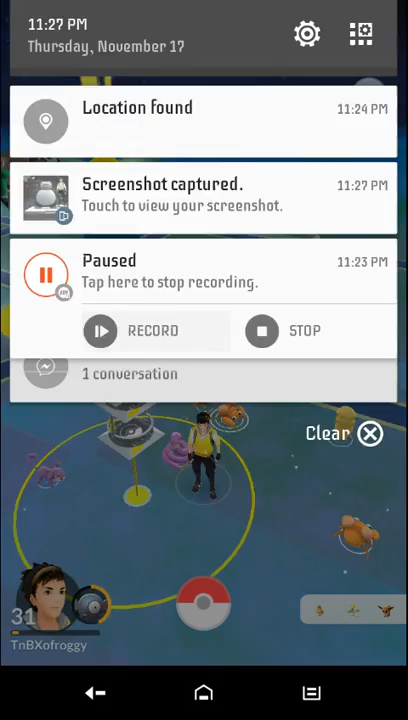 11:27 PM
Thursday, November 17
Location found
11:24 PM
Screenshot captured.
11:27 PM
Touch to view your screenshot.
Paused
11:23 PM
Tap here to stop recording.
RECORD
STOP
1 conversation
Clear
31
TnBXofroggy